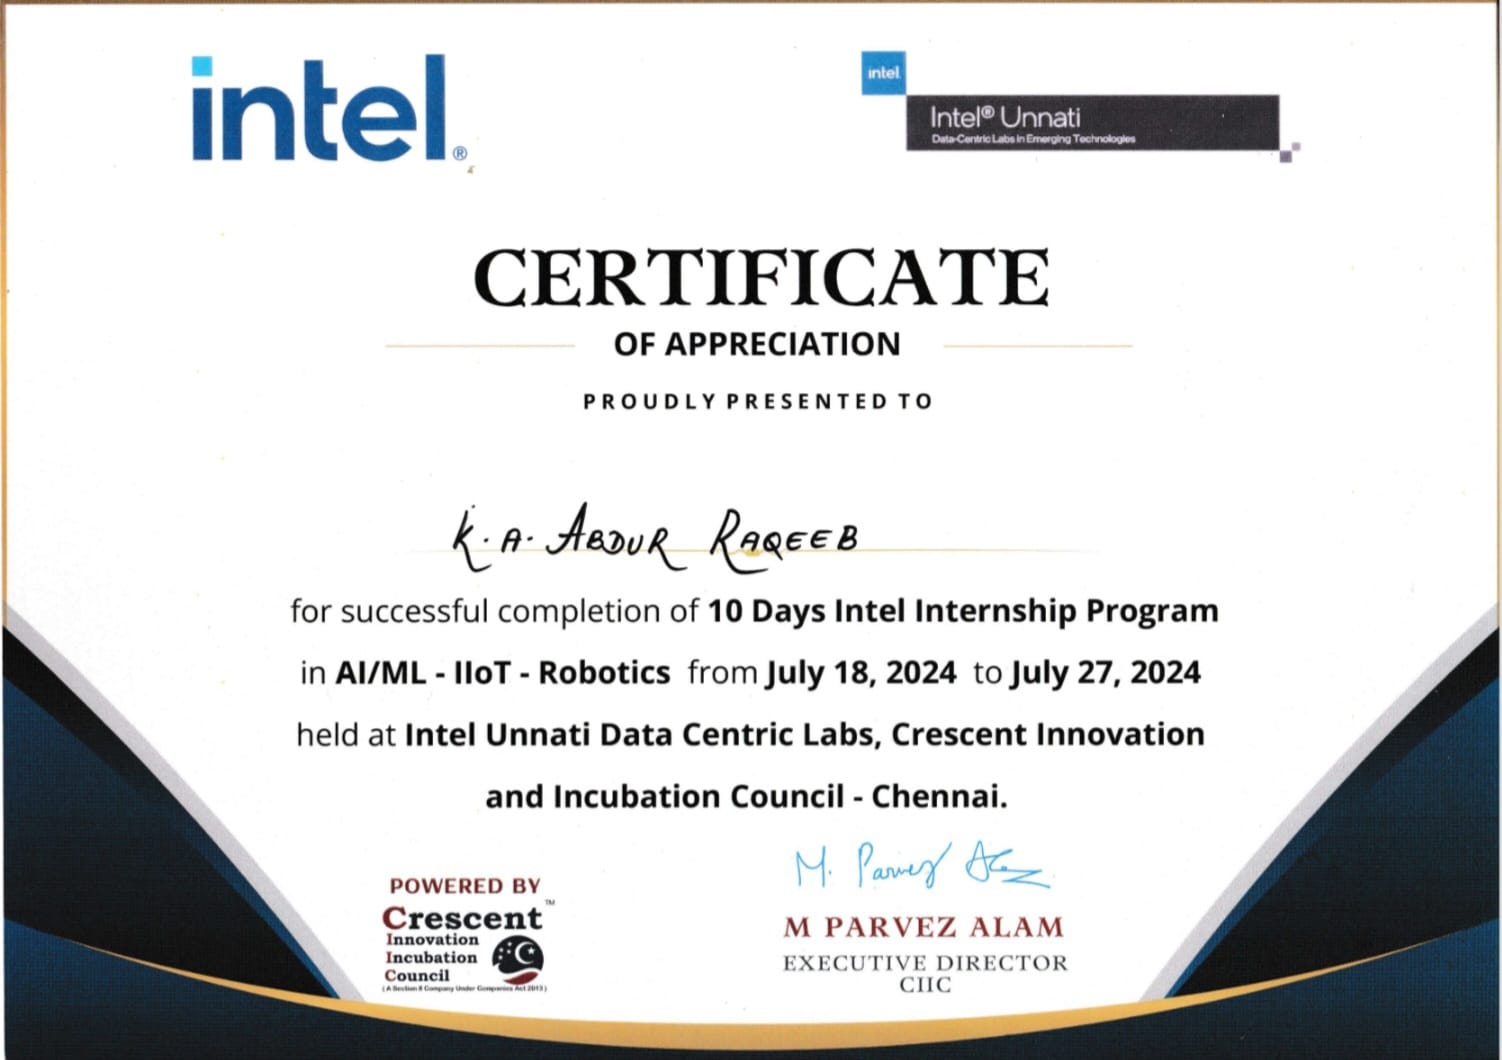 intel®
intel
Intel® Unnati
Data-Centric Labs in Emerging Technologies
CERTIFICATE
OF APPRECIATION
PROUDLY PRESENTED TO
K. A. ABDUR RAQEEB
for successful completion of 10 Days Intel Internship Program
in AI/ML - IIoT - Robotics from July 18, 2024 to July 27, 2024
held at Intel Unnati Data Centric Labs, Crescent Innovation
and Incubation Council - Chennai.
POWERED BY
Crescent™
Innovation
Incubation
Council
(A Section 8 Company Under Companies Act 2013)
M. Parvez Alam
M PARVEZ ALAM
EXECUTIVE DIRECTOR
CIIC